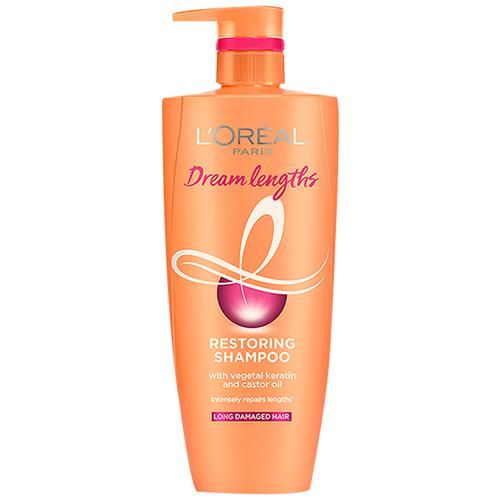 L'ORÉAL
PARIS
Dream lengths
RESTORING
SHAMPOO
with vegetal keratin
and castor oil
intensely repairs lengths*
LONG DAMAGED HAIR